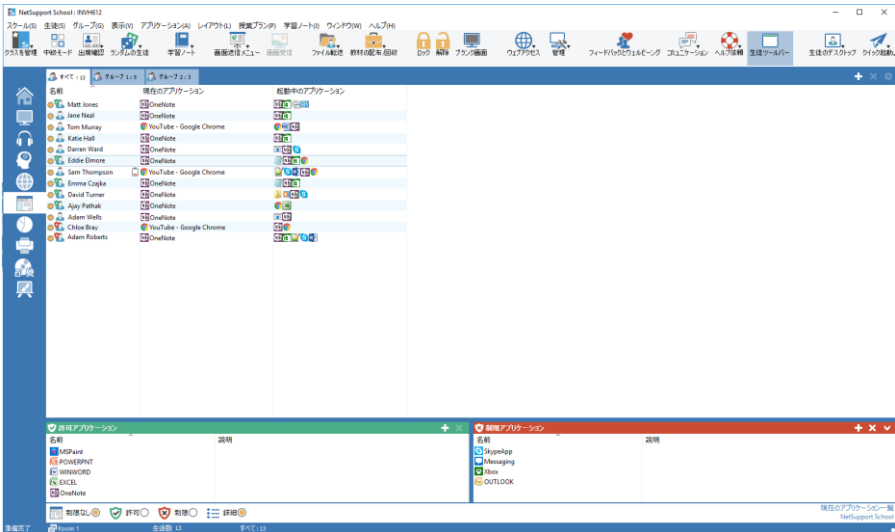 NetSupport School : INVH612
スクール(S) 生徒(S) グループ(G) 表示(V) アプリケーション(A) レイアウト(L) 授業プラン(P) 学習ノート(J) ウィンドウ(W) ヘルプ(H)
クラスを管理 中級モード 出席確認 ランダムの生徒 学習ノート 画面送信メニュー 画面受信 ファイル転送 教材の配布/回収 ロック 解除 ブランク画面 ウェブアクセス 管理 フィードバックとウェルビーング コミュニケーション ヘルプ依頼 生徒ツールバー 生徒のデスクトップ クイック起動
すべて : 13 グループ 1 : 5 グループ 2 : 3
名前 現在のアプリケーション 起動中のアプリケーション
Matt Jones OneNote
Jane Neal OneNote
Tom Murray YouTube - Google Chrome
Katie Hall OneNote
Darren Ward OneNote
Eddie Elmore OneNote
Sam Thompson YouTube - Google Chrome
Emma Czajka OneNote
David Turner OneNote
Ajay Pathak OneNote
Adam Wells OneNote
Chloe Bray YouTube - Google Chrome
Adam Roberts OneNote
許可アプリケーション
名前 説明
MSPaint
POWERPNT
WINWORD
EXCEL
OneNote
制限アプリケーション
名前 説明
SkypeApp
Messaging
Xbox
OUTLOOK
制限なし 許可 制限 詳細
現在のアプリケーション一覧
NetSupport School
準備完了 Room 1 生徒数: 13 すべて : 13